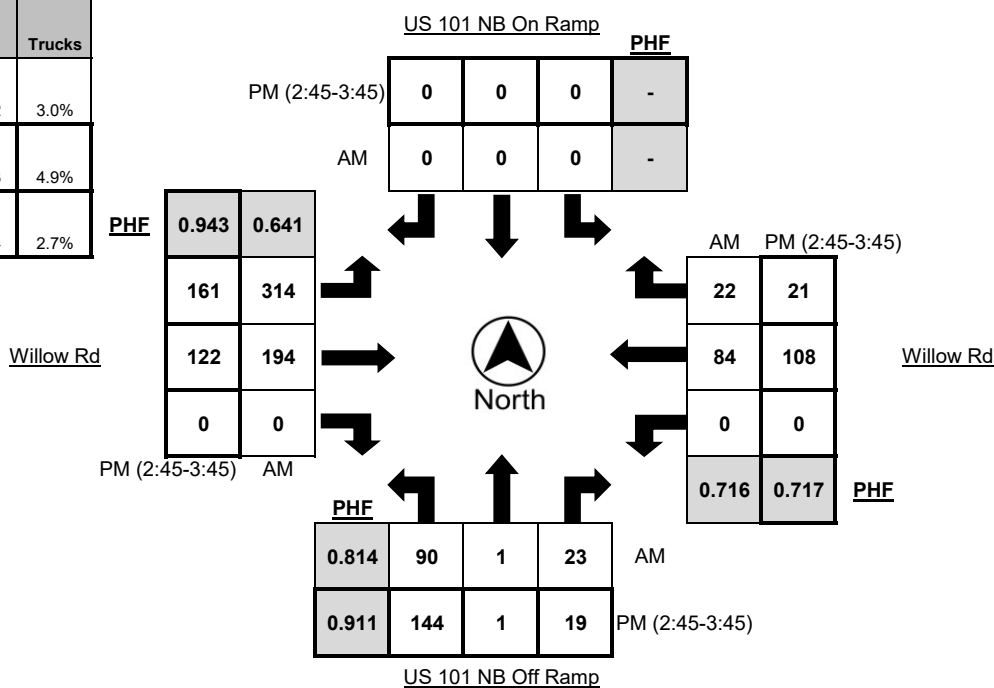 US 101 NB On Ramp
PHF
Trucks
PM (2:45-3:45) 0 0 0 -
3.0%
AM 0 0 0 -
4.9%
PHF 0.943 0.641
2.7%
AM PM (2:45-3:45)
161 314
22 21
Willow Rd 122 194
84 108 Willow Rd
North
0 0
0 0
PM (2:45-3:45) AM
0.716 0.717 PHF
PHF
0.814 90 1 23 AM
0.911 144 1 19 PM (2:45-3:45)
US 101 NB Off Ramp